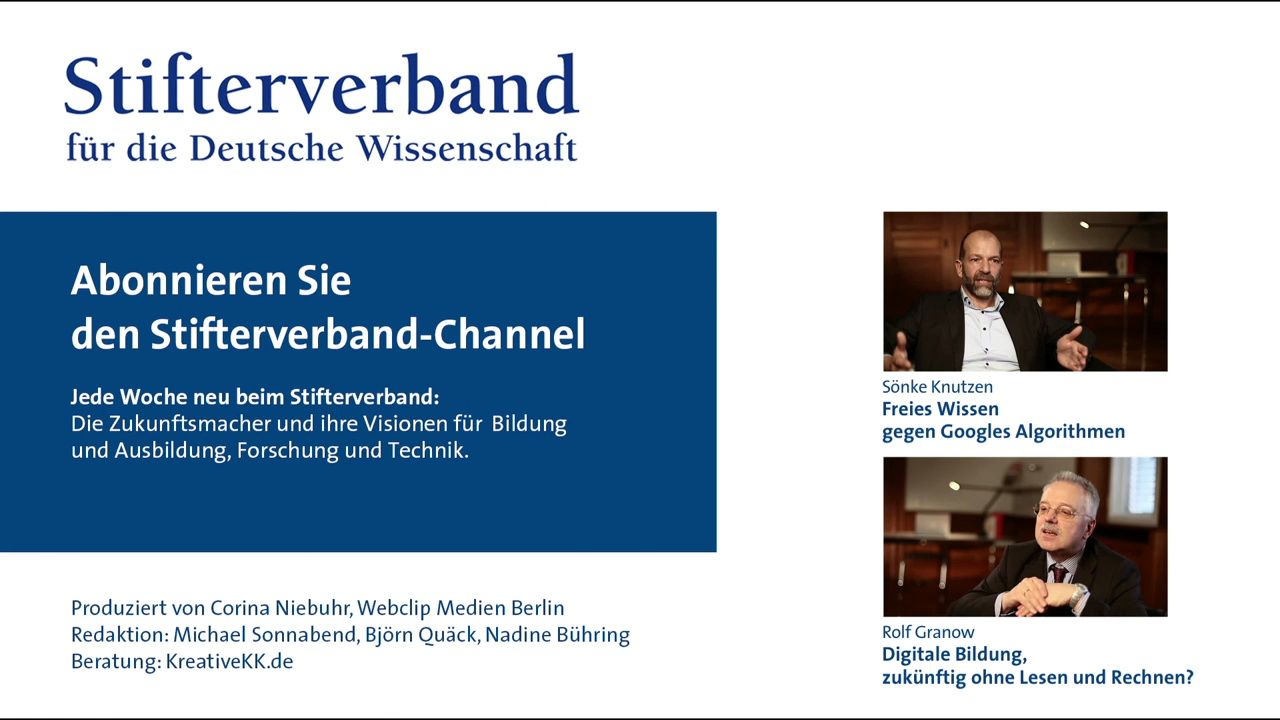 Stifterverband
für die Deutsche Wissenschaft
Abonnieren Sie
den Stifterverband-Channel
Jede Woche neu beim Stifterverband:
Die Zukunftsmacher und ihre Visionen für Bildung
und Ausbildung, Forschung und Technik.
Produziert von Corina Niebuhr, Webclip Medien Berlin
Redaktion: Michael Sonnabend, Björn Quäck, Nadine Bühring
Beratung: KreativeKK.de
Sönke Knutzen
Freies Wissen
gegen Googles Algorithmen
Rolf Granow
Digitale Bildung,
zukünftig ohne Lesen und Rechnen?